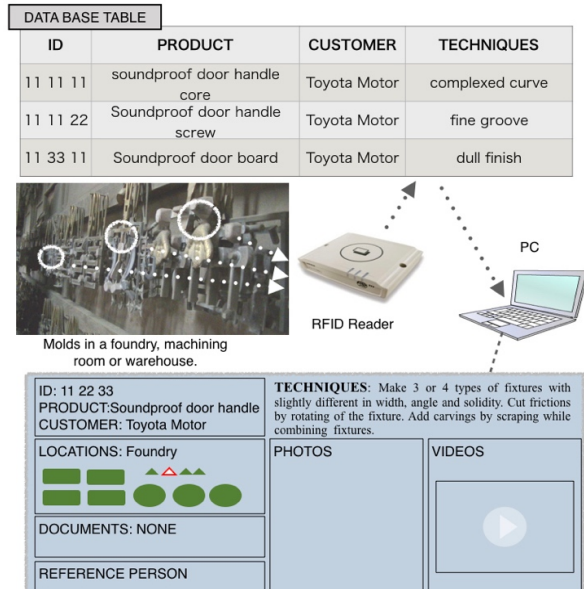 DATA BASE TABLE
ID PRODUCT CUSTOMER TECHNIQUES
11 11 11 soundproof door handle core Toyota Motor complexed curve
11 11 22 Soundproof door handle screw Toyota Motor fine groove
11 33 11 Soundproof door board Toyota Motor dull finish
PC
RFID Reader
Molds in a foundry, machining
room or warehouse.
ID: 11 22 33
PRODUCT:Soundproof door handle
CUSTOMER: Toyota Motor
TECHNIQUES: Make 3 or 4 types of fixtures with
slightly different in width, angle and solidity. Cut frictions
by rotating of the fixture. Add carvings by scraping while
combining fixtures.
LOCATIONS: Foundry
PHOTOS
VIDEOS
DOCUMENTS: NONE
REFERENCE PERSON